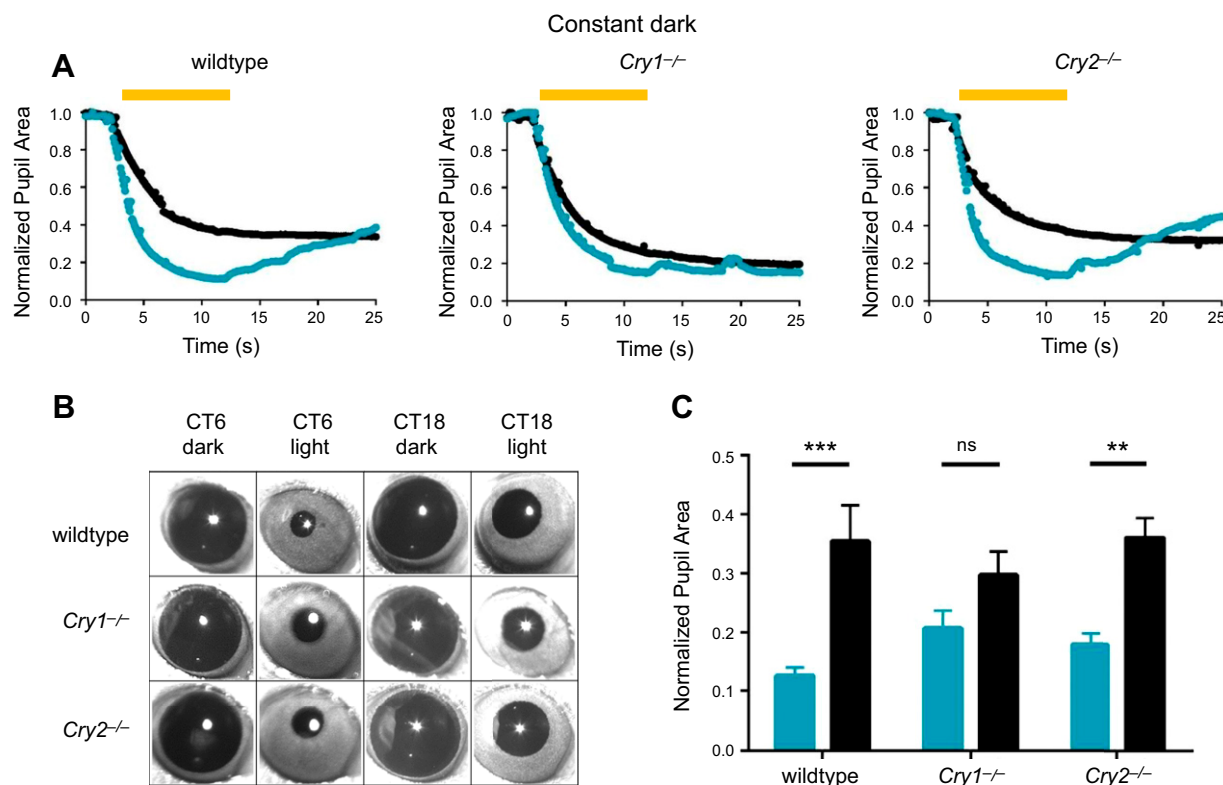 Constant dark
A
wildtype
Cry1–/–
Cry2–/–
Normalized Pupil Area
1.0
0.8
0.6
0.4
0.2
0.0
0 5 10 15 20 25
Time (s)
Normalized Pupil Area
1.0
0.8
0.6
0.4
0.2
0.0
0 5 10 15 20 25
Time (s)
Normalized Pupil Area
1.0
0.8
0.6
0.4
0.2
0.0
0 5 10 15 20 25
Time (s)
B
CT6 CT6 CT18 CT18
dark light dark light
wildtype
Cry1–/–
Cry2–/–
C
Normalized Pupil Area
0.5
0.4
0.3
0.2
0.1
0.0
*** ns **
wildtype Cry1–/– Cry2–/–